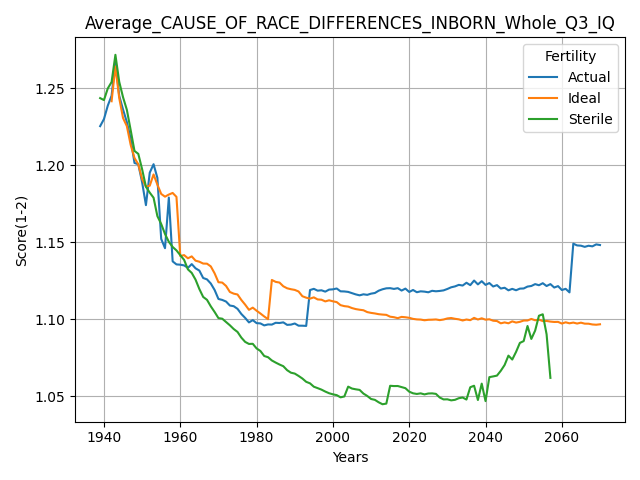 Average_CAUSE_OF_RACE_DIFFERENCES_INBORN_Whole_Q3_IQ
Fertility
Actual
Ideal
Sterile
Score(1-2)
1.25
1.20
1.15
1.10
1.05
1940
1960
1980
2000
2020
2040
2060
Years